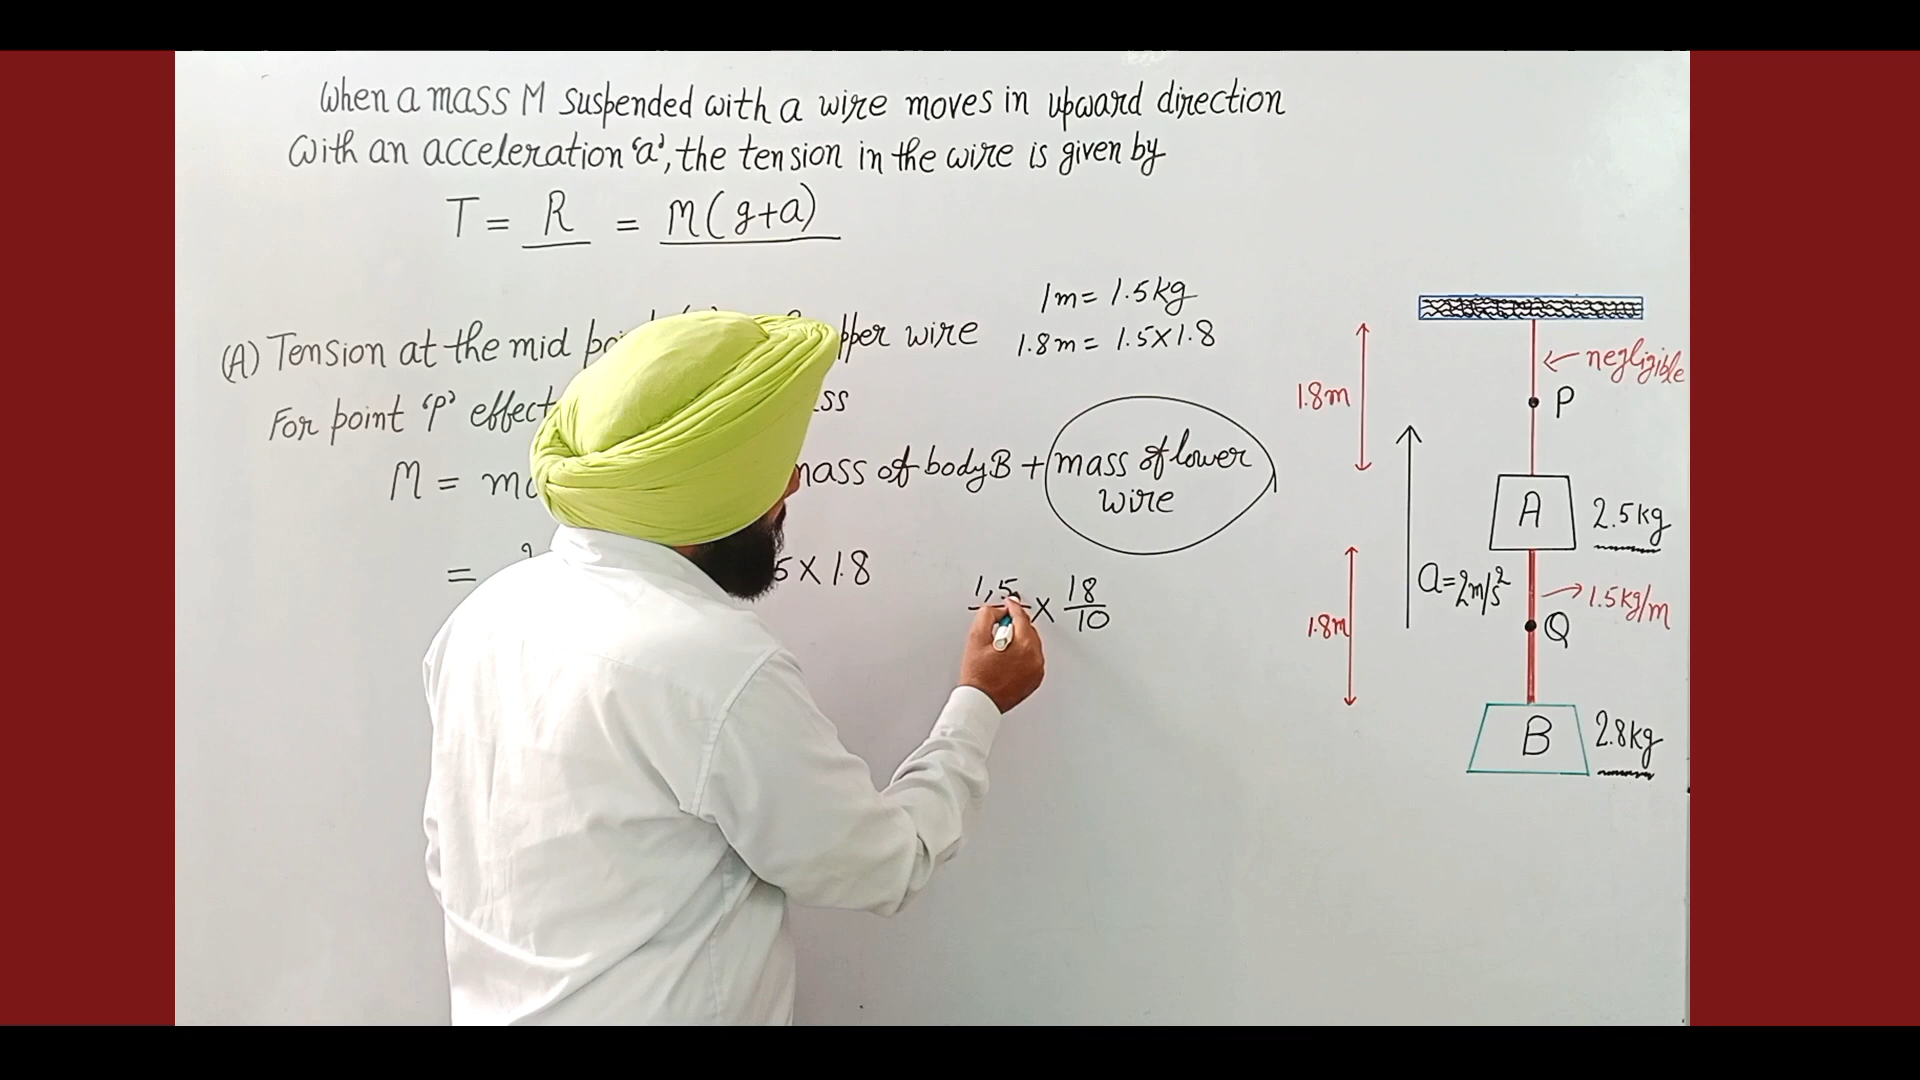 When a mass M suspended with a wire moves in upward direction
with an acceleration 'a', the tension in the wire is given by
T = R = M(g+a)
(A) Tension at the mid wire
For point 'P' effect
M = mass of body B + mass of lower
wire
= 5 X 1.8
1m = 1.5kg
1.8m = 1.5X1.8
1,5 X 18/10
negligible
P
1.8m
A
2.5kg
a=2m/s²
1.5kg/m
Q
1.8m
B
2.8kg